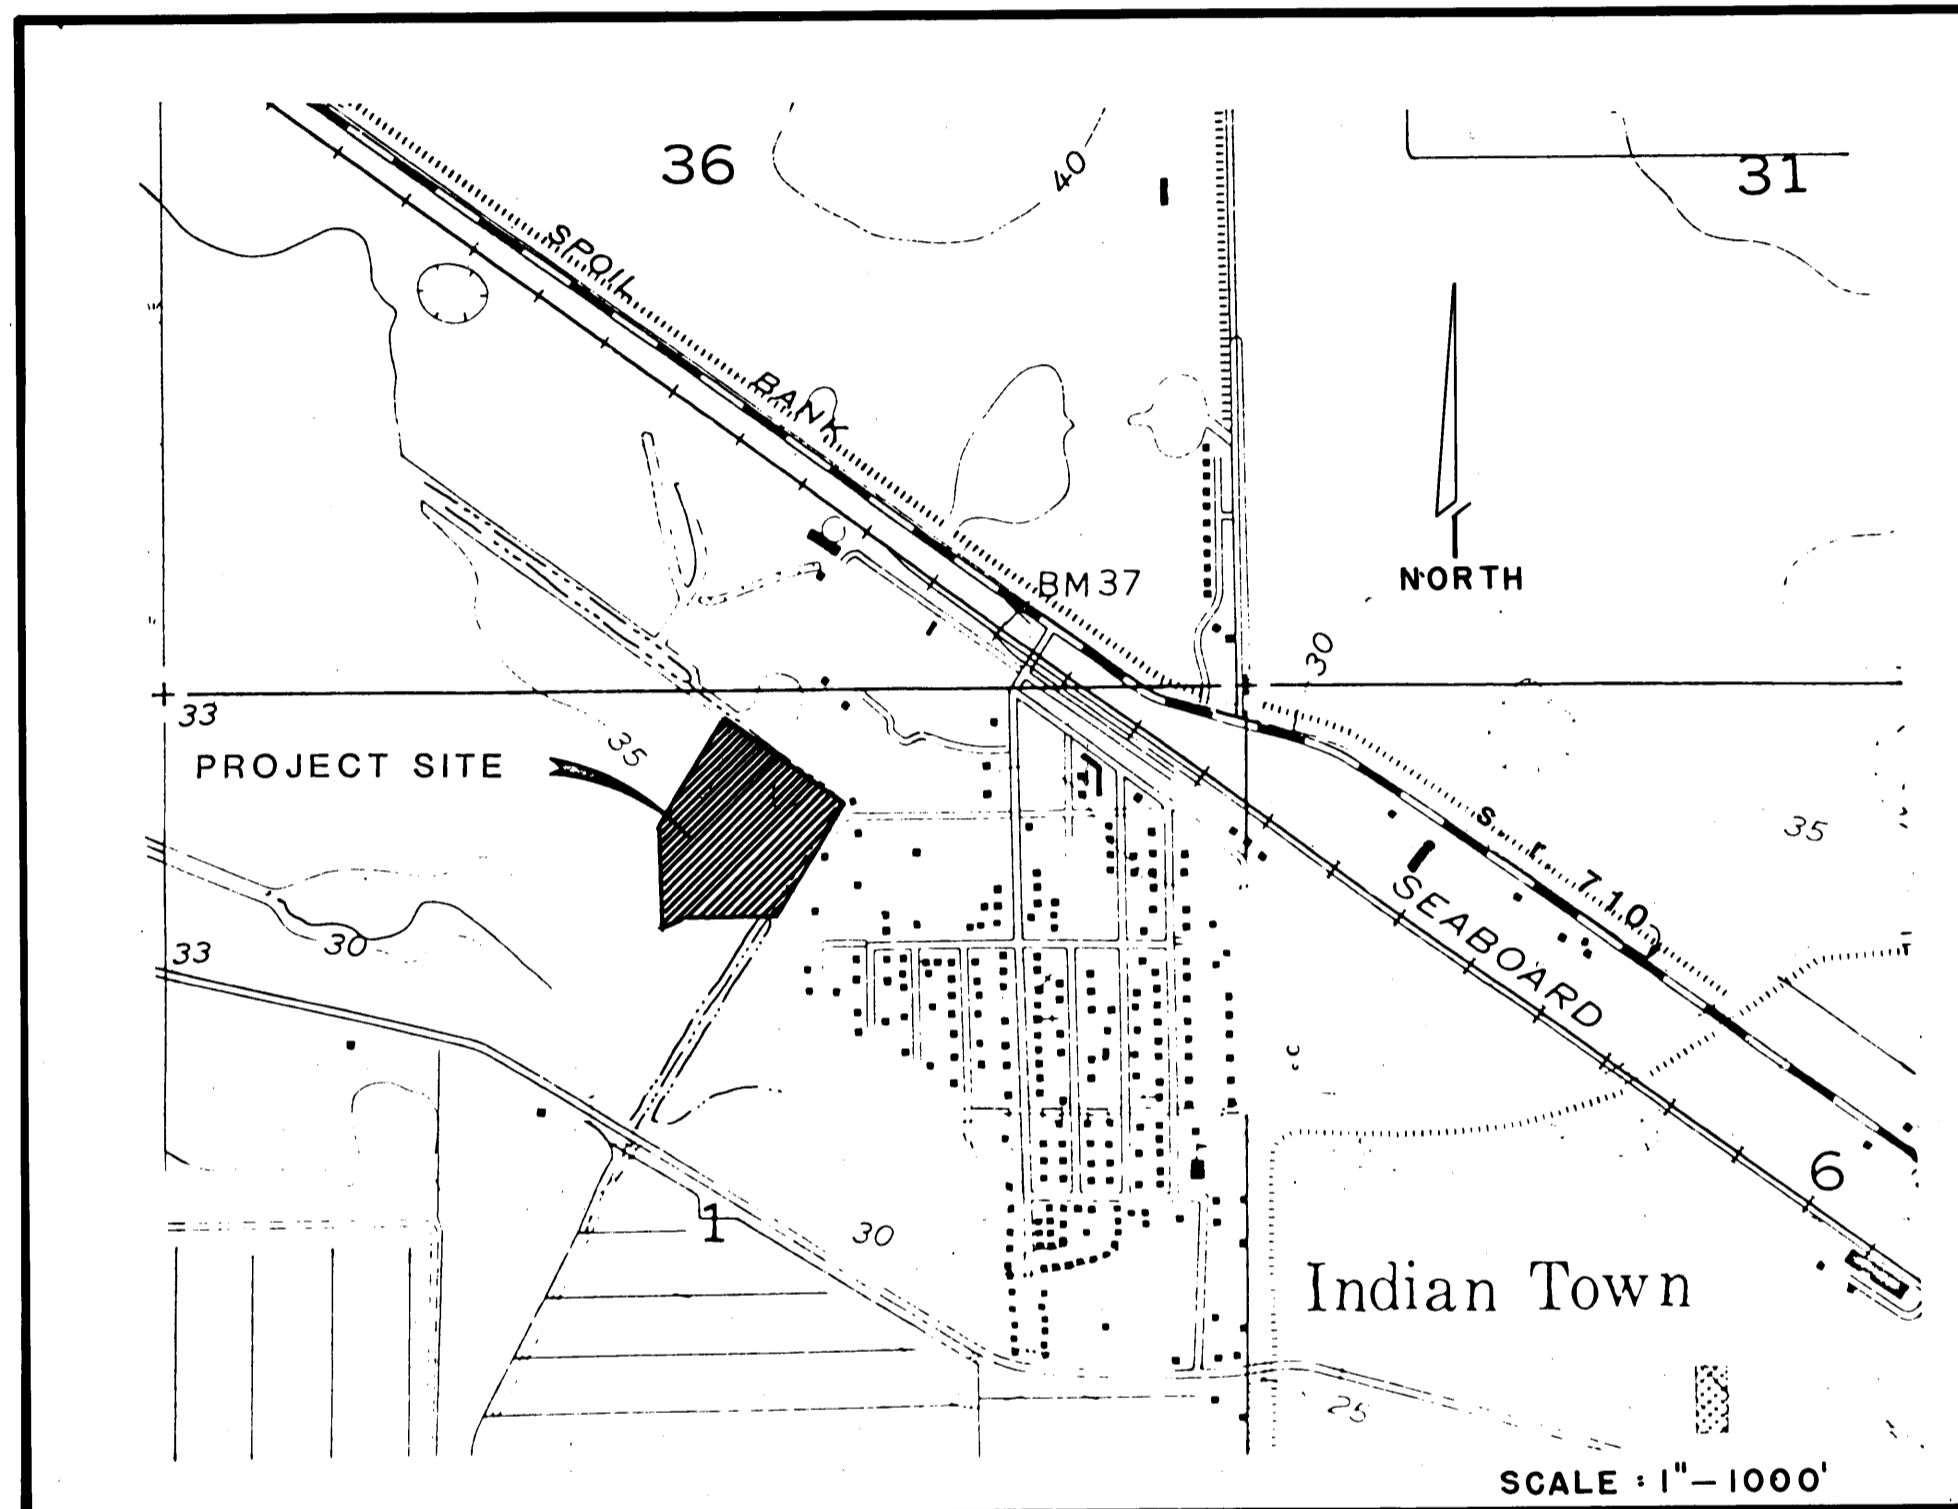 36
31
40
SPOIL
BANK
BM37
NORTH
30
33
35
PROJECT SITE
s. r. 710
35
SEABOARD
33
30
6
1
30
Indian Town
25
SCALE : 1"–1000'